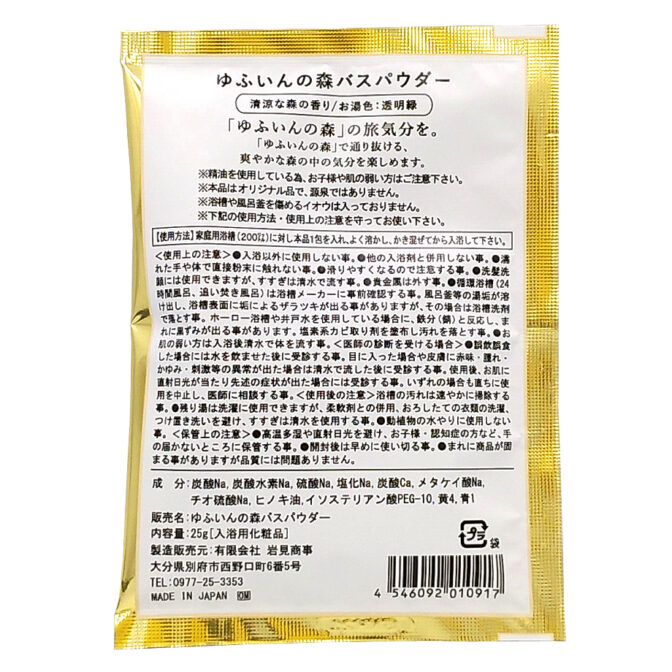 ゆふいんの森バスパウダー
清涼な森の香り/お湯色:透明緑
「ゆふいんの森」の旅気分を。
「ゆふいんの森」で通り抜ける、
爽やかな森の中の気分を楽しめます。
※精油を使用している為、お子様や肌の弱い方はご注意下さい。
※本品はオリジナル品で、源泉ではありません。
※浴槽や風呂釜を傷めるイオウは入っておりません。
※下記の使用方法・使用上の注意を守ってお使い下さい。
【使用方法】家庭用浴槽(200㍑)に対し本品1包を入れ、よく溶かし、かき混ぜてから入浴して下さい。
<使用上の注意>●入浴以外に使用しない事。●他の入浴剤と併用しない事。●濡
れた手や体で直接粉末に触れない事。●滑りやすくなるので注意する事。●洗髪洗
顔には使用できますが、すすぎは清水で流す事。●貴金属は外す事。●循環浴槽(24
時間風呂、追い焚き風呂)は浴槽メーカーに事前確認する事。風呂釜等の湯垢が溶
け出し、浴槽表面に垢によるザラツキが出る事がありますが、その場合は浴槽洗剤
で落とす事。ホーロー浴槽や井戸水を使用している場合に、鉄分(錆)と反応し、ま
れに黒ずみが出る事があります。塩素系カビ取り剤を塗布し汚れを落とす事。●お
肌の弱い方は入浴後清水で体を流す事。<医師の診断を受ける場合>●誤飲誤食
した場合には水を飲ませた後に受診する事。目に入った場合や皮膚に赤味・腫れ・
かゆみ・刺激等の異常が出た場合は清水で流した後に受診する事。使用後、お肌に
直射日光が当たり先述の症状が出た場合には受診する事。いずれの場合も直ちに使
用を中止し、医師に相談する事。<使用後の注意>浴槽の汚れは速やかに掃除する
事。●残り湯は洗濯に使用できますが、柔軟剤との併用、おろしたての衣類の洗濯、
つけ置き洗いを避け、すすぎは清水を使用する事。●動植物の水やりに使用しない
事。<保管上の注意>●高温多湿や直射日光を避け、お子様・認知症の方など、手
の届かないところに保管する事。●開封後は早めに使い切る事。●まれに商品が固
まる事がありますが品質には問題ありません。
成 分:炭酸Na、炭酸水素Na、硫酸Na、塩化Na、炭酸Ca、メタケイ酸Na、
チオ硫酸Na、ヒノキ油、イソステリアン酸PEG-10、黄4、青1
販売名:ゆふいんの森バスパウダー
内容量:25g[入浴用化粧品]
製造販売元:有限会社 岩見商事
大分県別府市西野口町6番5号
TEL:0977-25-3353
MADE IN JAPAN OM
プラ
袋
4 546092 010917